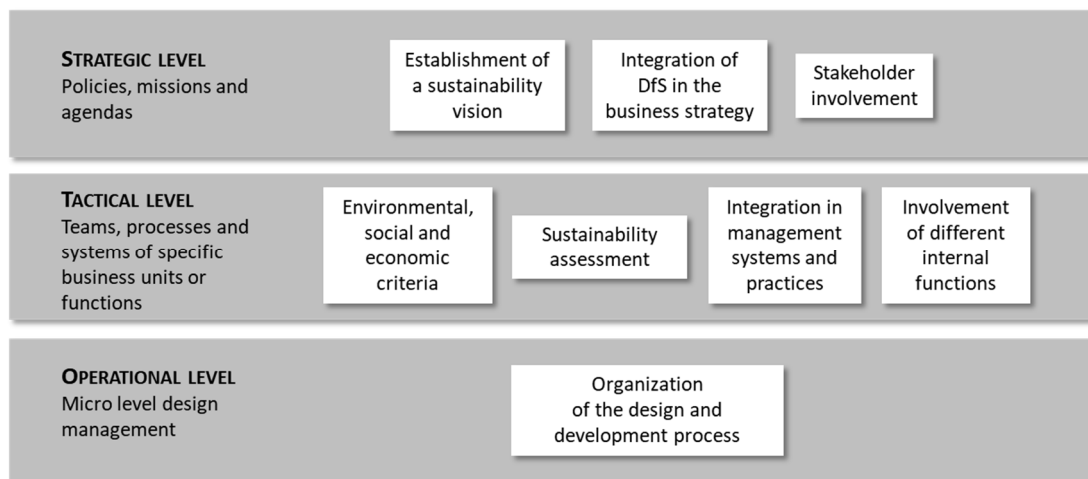 STRATEGIC LEVEL
Policies, missions and
agendas
Establishment of
a sustainability
vision
Integration of
DfS in the
business strategy
Stakeholder
involvement
TACTICAL LEVEL
Teams, processes and
systems of specific
business units or
functions
Environmental,
social and
economic
criteria
Sustainability
assessment
Integration in
management
systems and
practices
Involvement
of different
internal
functions
OPERATIONAL LEVEL
Micro level design
management
Organization
of the design and
development process